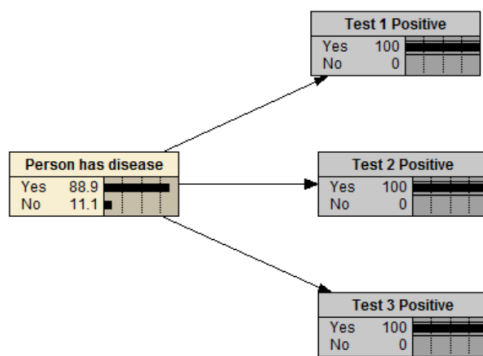 Test 1 Positive
Yes 100
No 0
Person has disease
Yes 88.9
No 11.1
Test 2 Positive
Yes 100
No 0
Test 3 Positive
Yes 100
No 0